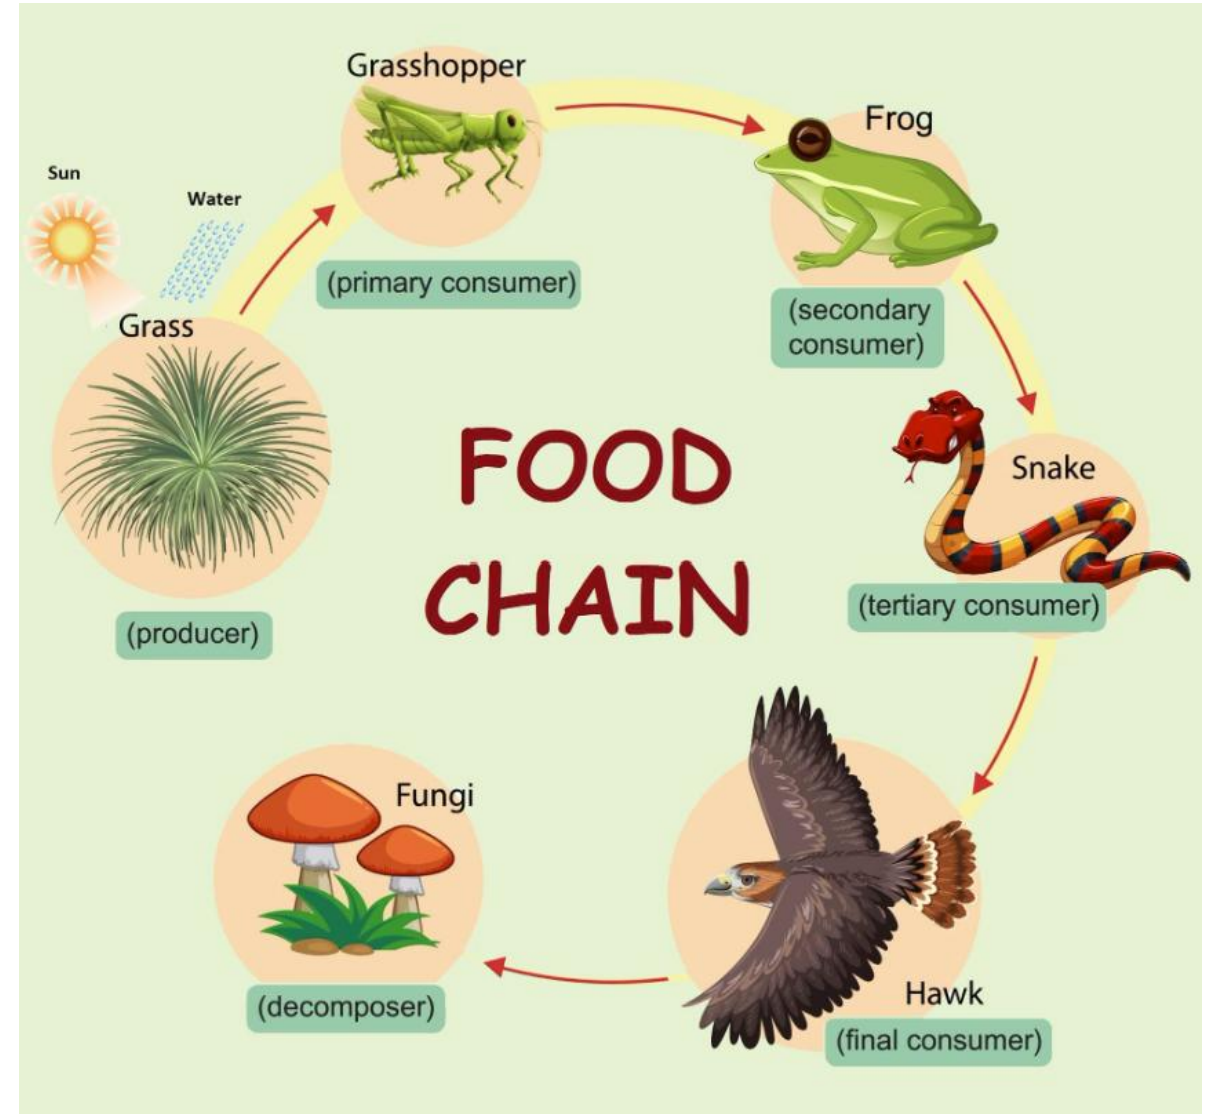 Sun
Water
Grass
(producer)
Grasshopper
(primary consumer)
Frog
(secondary
consumer)
Snake
(tertiary consumer)
FOOD
CHAIN
Hawk
(final consumer)
Fungi
(decomposer)